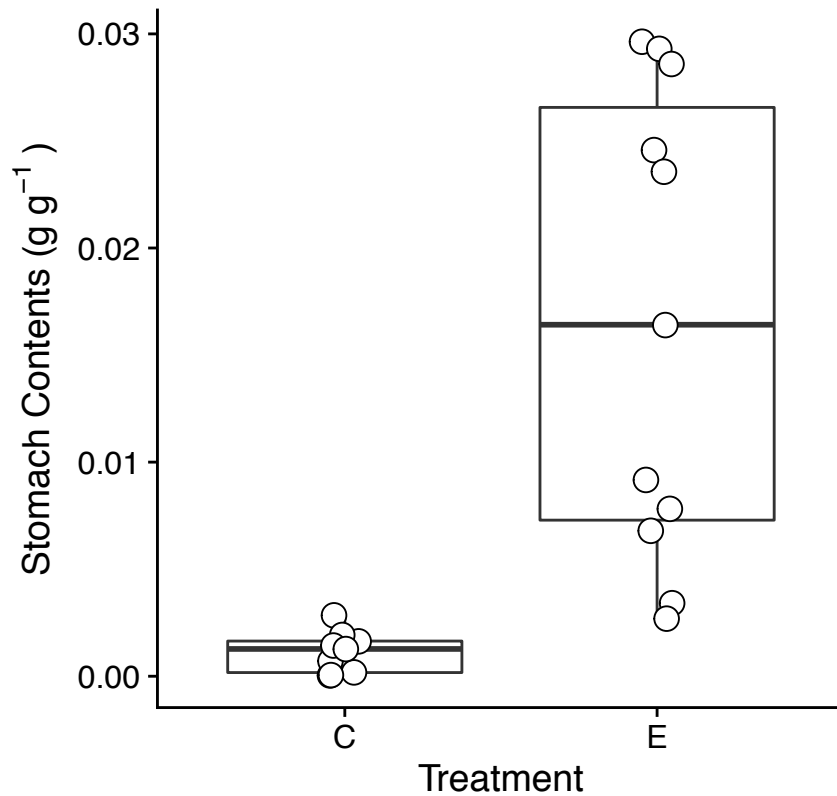 0.03
0.02
0.01
0.00
Stomach Contents (g g⁻¹ )
C
E
Treatment